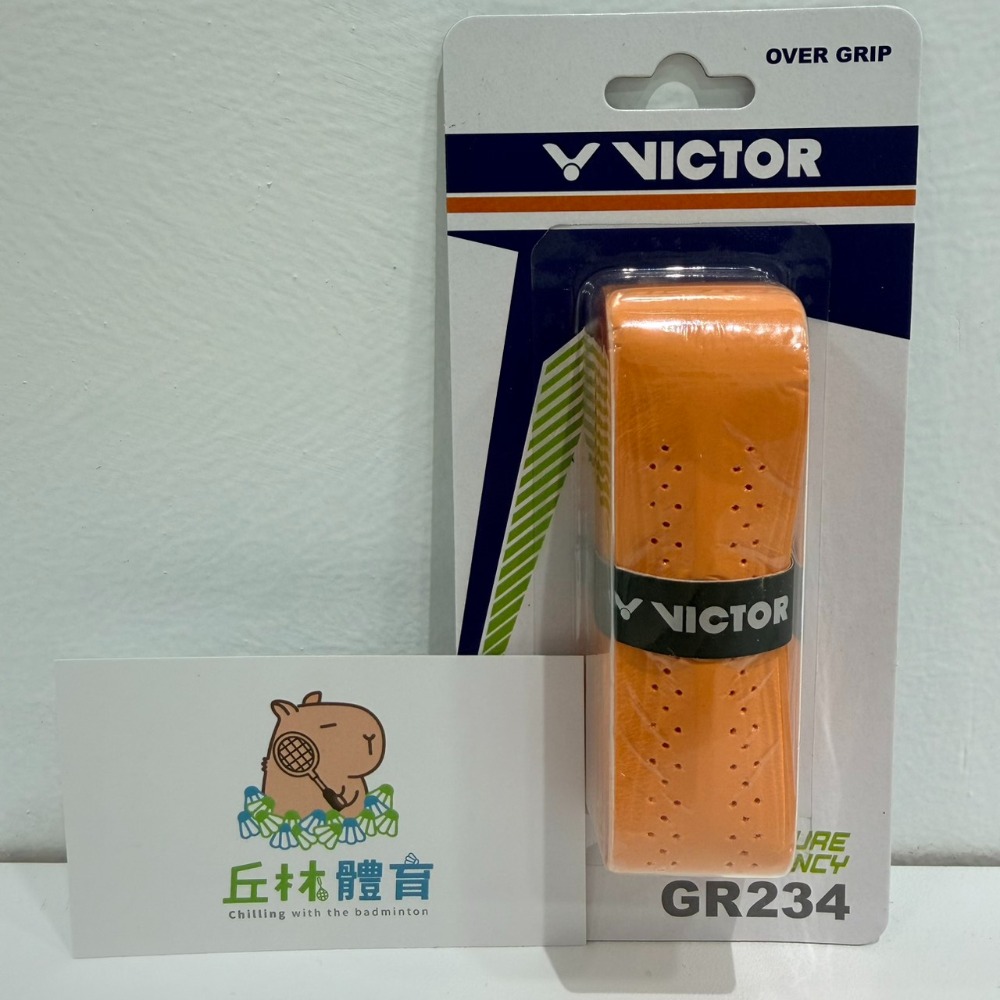 OVER GRIP
VICTOR
VICTOR
GR234
丘林體育
Chilling with the badminton